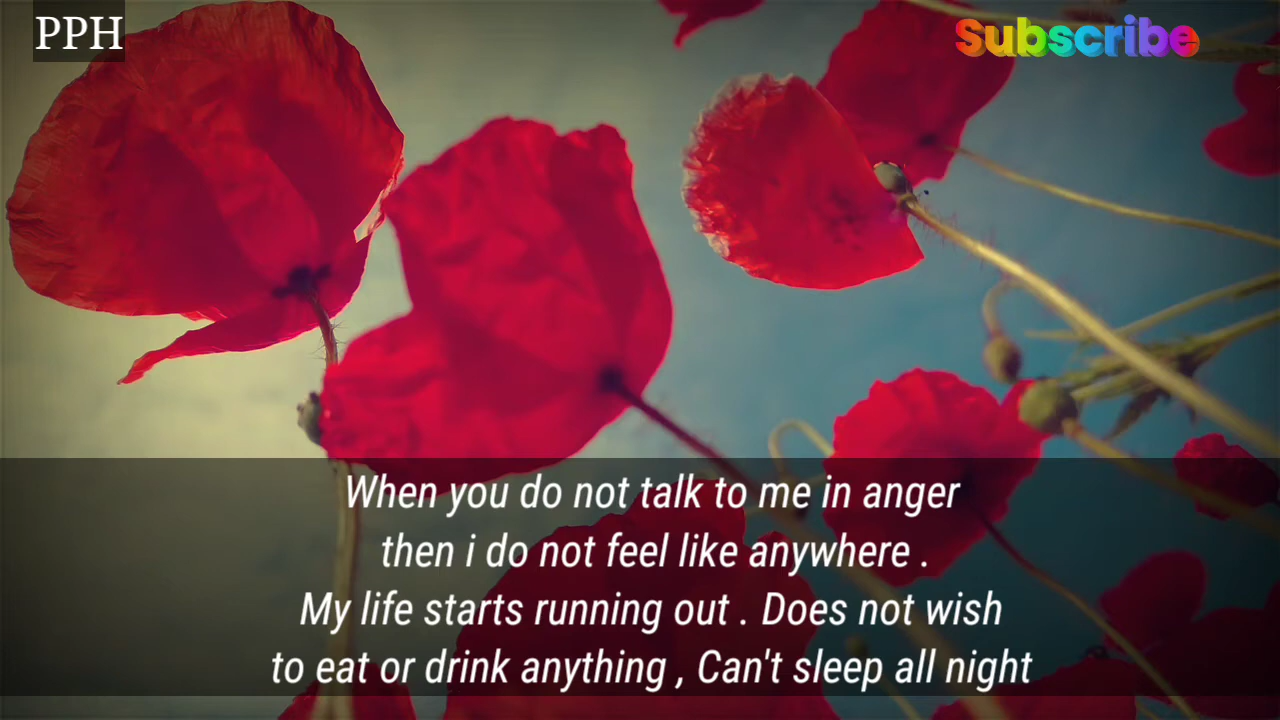 PPH
Subscribe
When you do not talk to me in anger
then i do not feel like anywhere .
My life starts running out . Does not wish
to eat or drink anything , Can't sleep all night